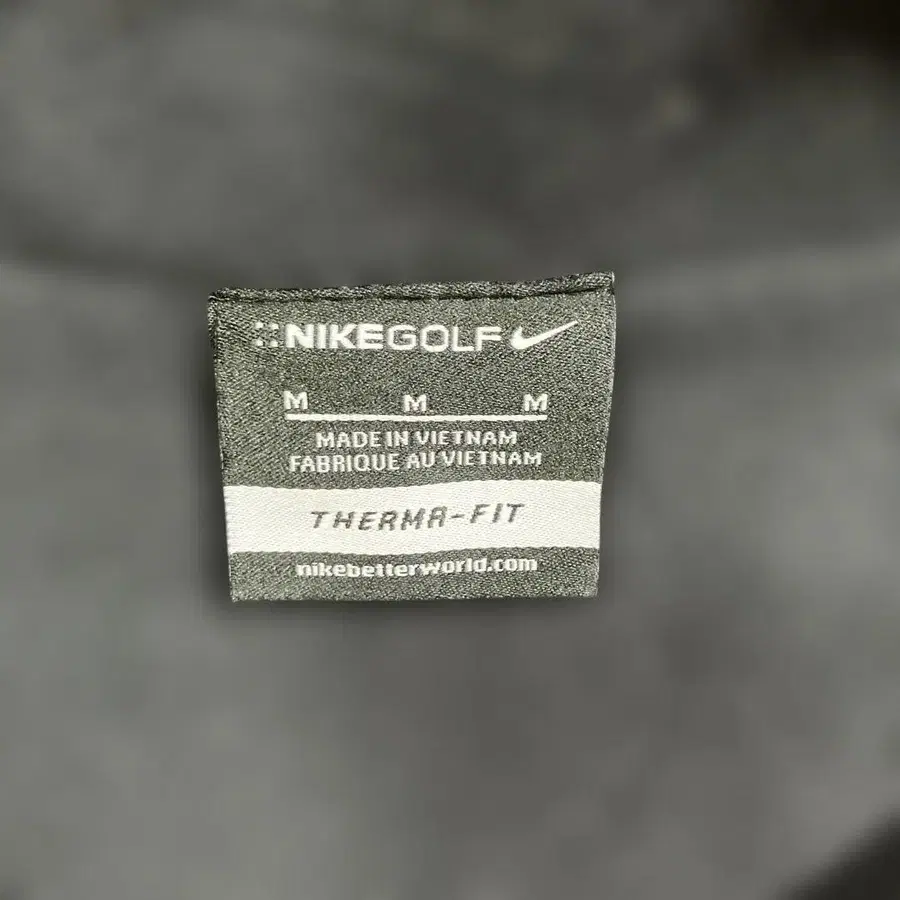 NIKEGOLF
M M M
MADE IN VIETNAM
FABRIQUE AU VIETNAM
THERMA-FIT
nikebetterworld.com